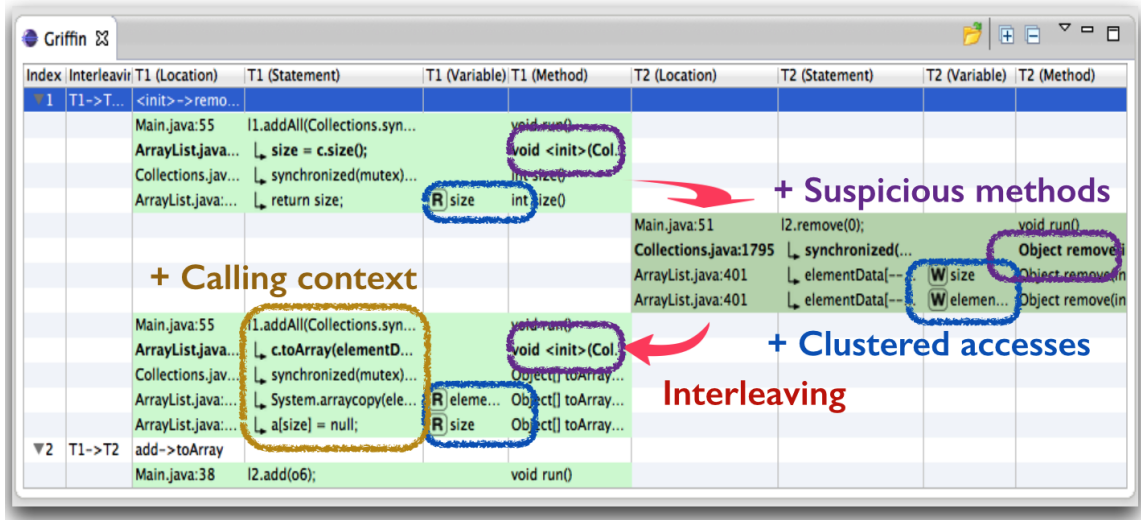 Griffin
Index Interleavir T1 (Location) T1 (Statement) T1 (Variable) T1 (Method) T2 (Location) T2 (Statement) T2 (Variable) T2 (Method)
1 T1->T... <init>->remo...
Main.java:55 l1.addAll(Collections.syn... void run()
ArrayList.java... size = c.size(); void <init>(Col.
Collections.jav... synchronized(mutex)... int size()
+ Suspicious methods
ArrayList.java:... return size; R size int size()
Main.java:51 l2.remove(0); void run()
Collections.java:1795 synchronized(... Object remove(i
+ Calling context
ArrayList.java:401 elementData[--... W size Object remove(in
ArrayList.java:401 elementData[--... W elemen... Object remove(in
Main.java:55 l1.addAll(Collections.syn... void run()
+ Clustered accesses
ArrayList.java... c.toArray(elementD... void <init>(Col.
Collections.jav... synchronized(mutex)... Object[] toArray...
Interleaving
ArrayList.java:... System.arraycopy(ele... R eleme... Object[] toArray...
ArrayList.java:... a[size] = null; R size Object[] toArray...
2 T1->T2 add->toArray
Main.java:38 l2.add(o6); void run()